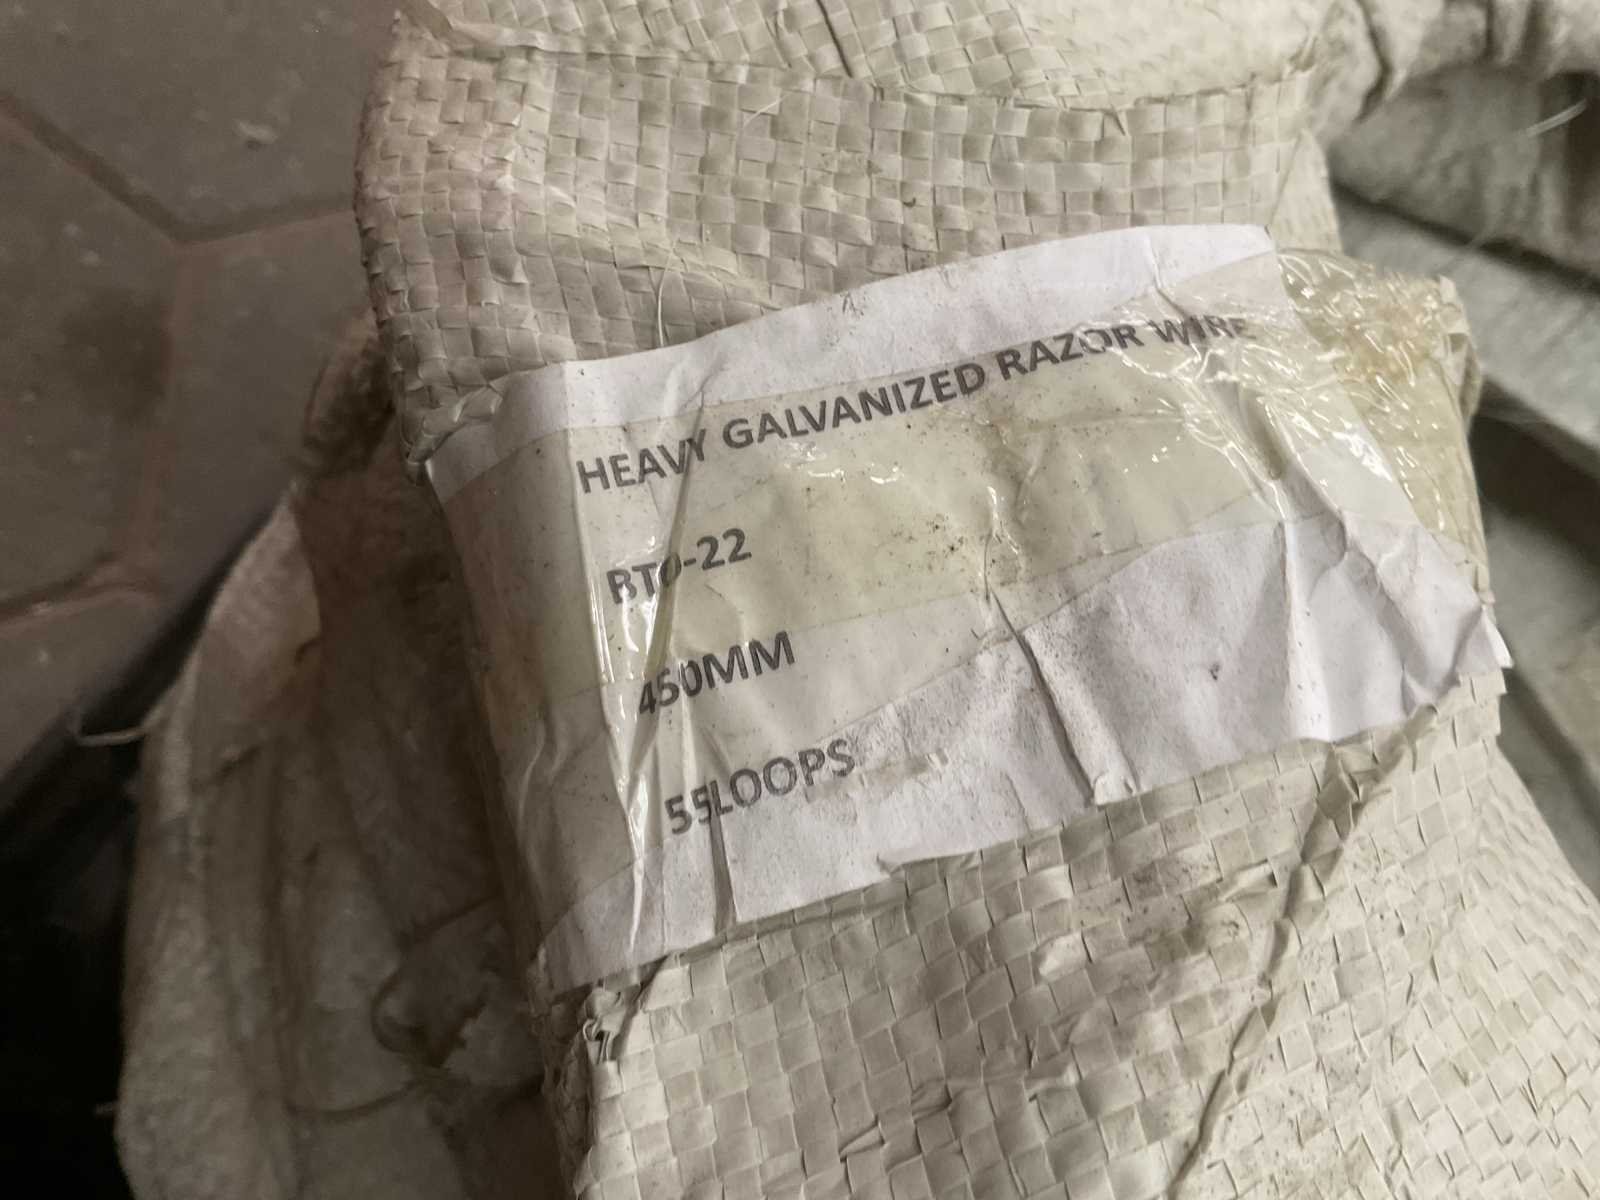 HEAVY GALVANIZED RAZOR WIRE
BTO-22
450MM
55LOOPS